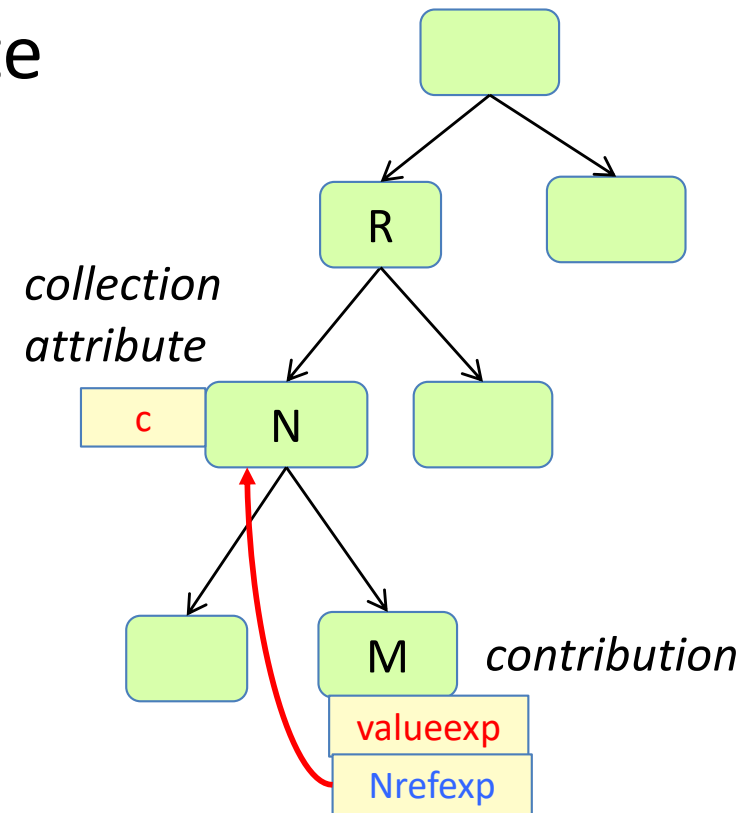 R
collection
attribute
c
N
M
contribution
valueexp
Nrefexp